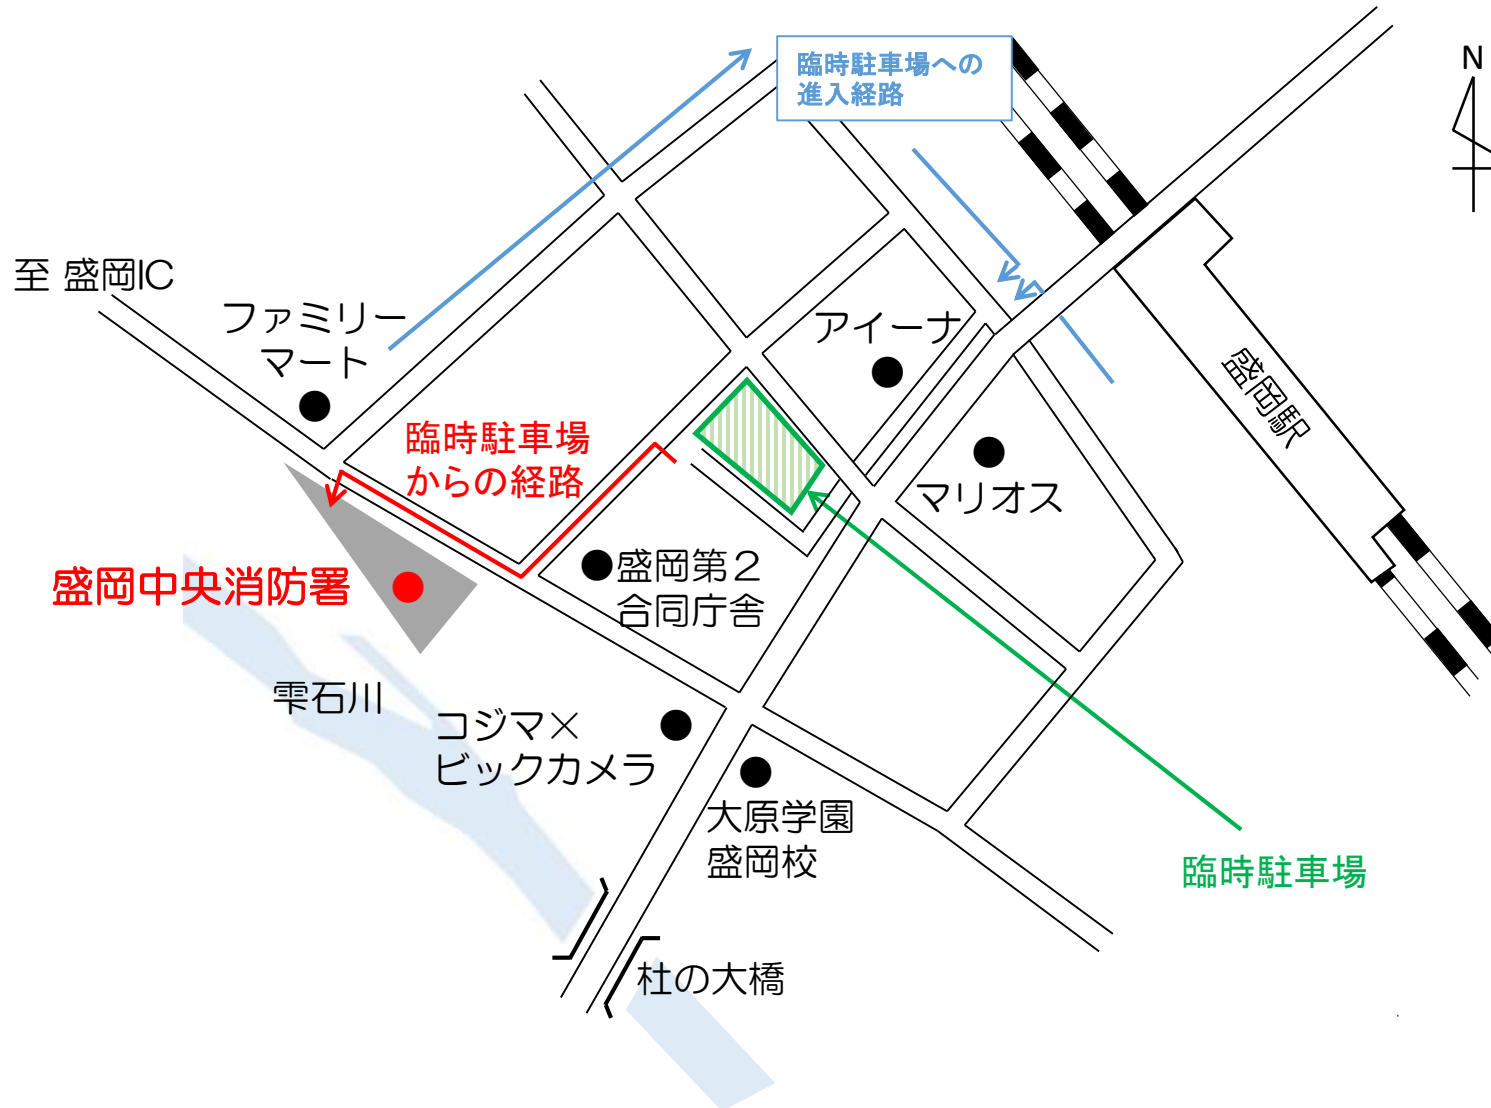 臨時駐車場への
進入経路
N
至 盛岡IC
ファミリー
マート
アイーナ
盛岡駅
臨時駐車場
からの経路
マリオス
盛岡第２
合同庁舎
盛岡中央消防署
雫石川
コジマ×
ビックカメラ
大原学園
盛岡校
臨時駐車場
杜の大橋